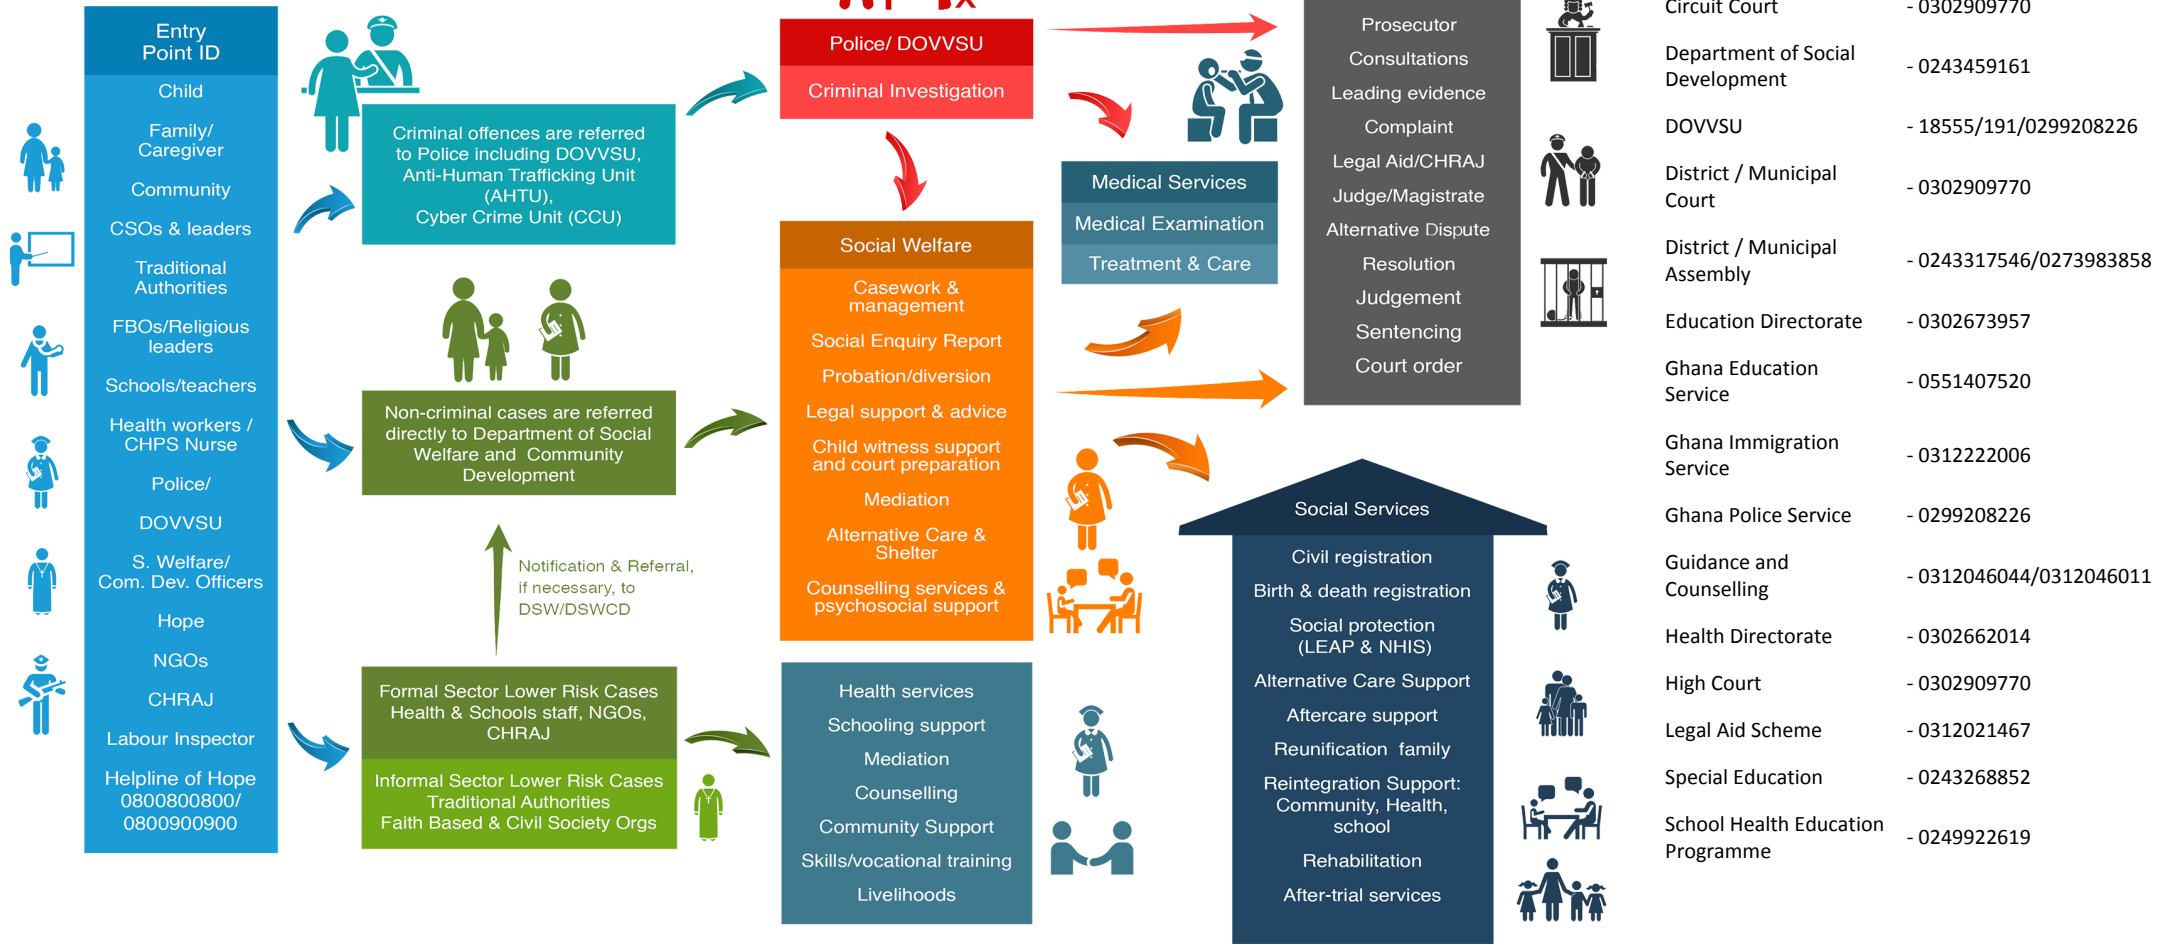 Entry
Point ID
Child
Family/
Caregiver
Community
CSOs & leaders
Traditional
Authorities
FBOs/Religious
leaders
Schools/teachers
Health workers /
CHPS Nurse
Police/
DOVVSU
S. Welfare/
Com. Dev. Officers
Hope
NGOs
CHRAJ
Labour Inspector
Helpline of Hope
0800800800/
0800900900
Criminal offences are referred
to Police including DOVVSU,
Anti-Human Trafficking Unit
(AHTU),
Cyber Crime Unit (CCU)
Non-criminal cases are referred
directly to Department of Social
Welfare and Community
Development
Notification & Referral,
if necessary, to
DSW/DSWCD
Formal Sector Lower Risk Cases
Health & Schools staff, NGOs,
CHRAJ
Informal Sector Lower Risk Cases
Traditional Authorities
Faith Based & Civil Society Orgs
Police/ DOVVSU
Criminal Investigation
Social Welfare
Casework &
management
Social Enquiry Report
Probation/diversion
Legal support & advice
Child witness support
and court preparation
Mediation
Alternative Care &
Shelter
Counselling services &
psychosocial support
Health services
Schooling support
Mediation
Counselling
Community Support
Skills/vocational training
Livelihoods
Medical Services
Medical Examination
Treatment & Care
Prosecutor
Consultations
Leading evidence
Complaint
Legal Aid/CHRAJ
Judge/Magistrate
Alternative Dispute
Resolution
Judgement
Sentencing
Court order
Social Services
Civil registration
Birth & death registration
Social protection
(LEAP & NHIS)
Alternative Care Support
Aftercare support
Reunification family
Reintegration Support:
Community, Health,
school
Rehabilitation
After-trial services
Circuit Court - 0302909770
Department of Social
Development - 0243459161
DOVVSU - 18555/191/0299208226
District / Municipal
Court - 0302909770
District / Municipal
Assembly - 0243317546/0273983858
Education Directorate - 0302673957
Ghana Education
Service - 0551407520
Ghana Immigration
Service - 0312222006
Ghana Police Service - 0299208226
Guidance and
Counselling - 0312046044/0312046011
Health Directorate - 0302662014
High Court - 0302909770
Legal Aid Scheme - 0312021467
Special Education - 0243268852
School Health Education
Programme - 0249922619